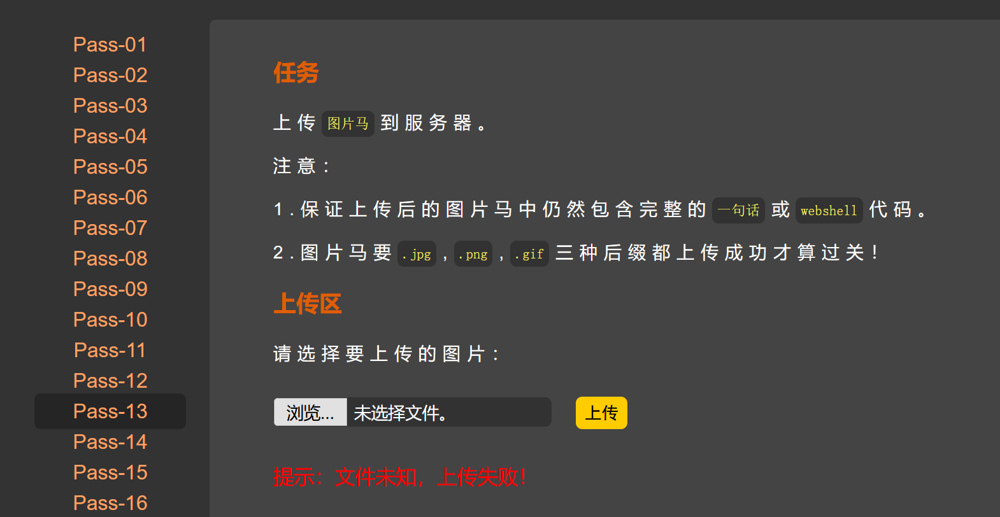 Pass-01
Pass-02
Pass-03
Pass-04
Pass-05
Pass-06
Pass-07
Pass-08
Pass-09
Pass-10
Pass-11
Pass-12
Pass-13
Pass-14
Pass-15
Pass-16
任务
上传 图片马 到服务器。
注意：
1.保证上传后的图片马中仍然包含完整的 一句话 或 webshell 代码。
2.图片马要 .jpg , .png , .gif 三种后缀都上传成功才算过关！
上传区
请选择要上传的图片：
浏览... 未选择文件。 上传
提示：文件未知，上传失败！